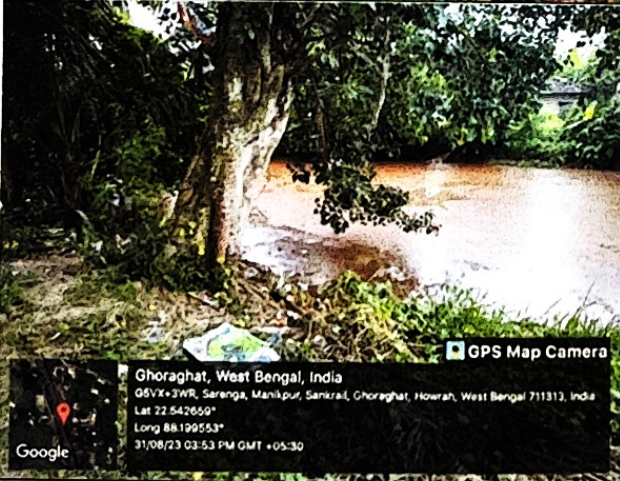 GPS Map Camera
Ghoraghat, West Bengal, India
G5VX+3WR, Sarenga, Manikpur, Sankrail, Ghoraghat, Howrah, West Bengal 711313, India
Lat 22.542659°
Long 88.199553°
31/08/23 03:53 PM GMT +05:30
Google